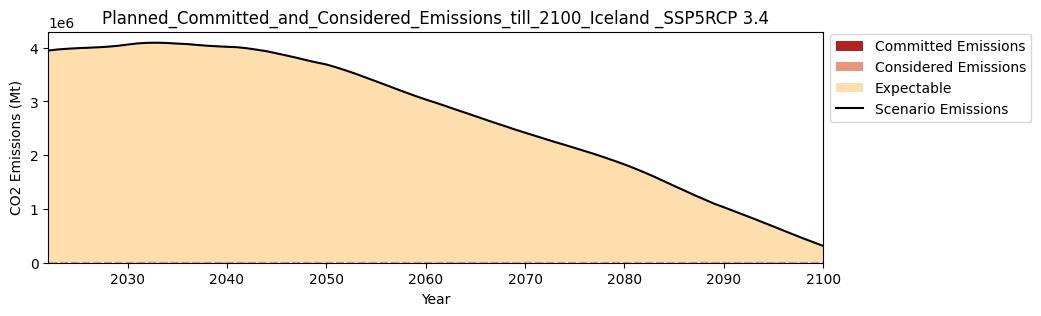 Planned_Committed_and_Considered_Emissions_till_2100_Iceland _SSP5RCP 3.4
1e6
4
3
2
1
0
CO2 Emissions (Mt)
2030 2040 2050 2060 2070 2080 2090 2100
Year
Committed Emissions
Considered Emissions
Expectable
Scenario Emissions